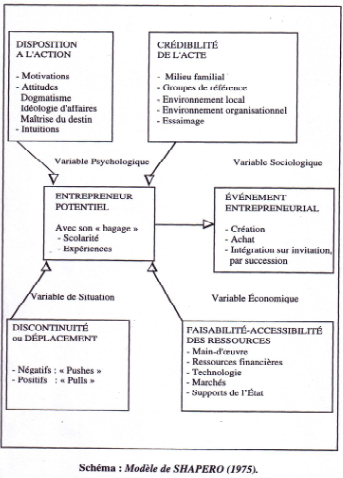 DISPOSITION
A L'ACTION
- Motivations
- Attitudes
Dogmatisme
Idéologie d'affaires
Maîtrise du destin
- Intuitions
CRÉDIBILITÉ
DE L'ACTE
- Milieu familial
- Groupes de référence
- Environnement local
- Environnement organisationnel
- Essaimage
Variable Psychologique
Variable Sociologique
ENTREPRENEUR
POTENTIEL
Avec son « bagage »
- Scolarité
- Expériences
ÉVÉNEMENT
ENTREPRENEURIAL
- Création
- Achat
- Intégration sur invitation,
par succession
Variable de Situation
Variable Économique
DISCONTINUITÉ
ou DÉPLACEMENT
- Négatifs : « Pushes »
- Positifs : « Pulls »
FAISABILITÉ-ACCESSIBILITÉ
DES RESSOURCES
- Main-d'œuvre
- Ressources financières
- Technologie
- Marchés
- Supports de l'État
Schéma : Modèle de SHAPERO (1975).